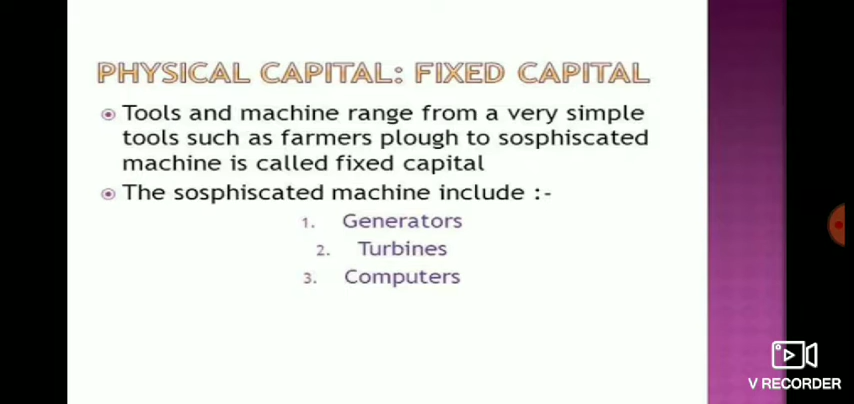 PHYSICAL CAPITAL: FIXED CAPITAL
Tools and machine range from a very simple
tools such as farmers plough to sosphiscated
machine is called fixed capital
The sosphiscated machine include :-
1. Generators
2. Turbines
3. Computers
V RECORDER